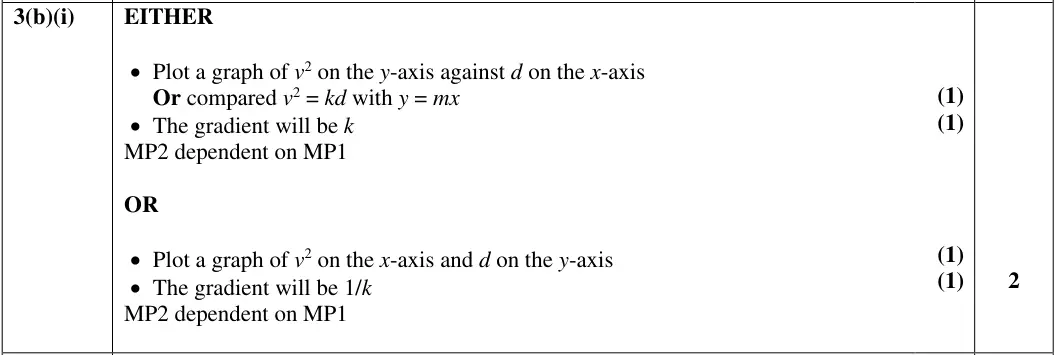 3(b)(i) EITHER
• Plot a graph of v² on the y-axis against d on the x-axis
Or compared v² = kd with y = mx (1)
• The gradient will be k (1)
MP2 dependent on MP1
OR
• Plot a graph of v² on the x-axis and d on the y-axis (1)
• The gradient will be 1/k (1) 2
MP2 dependent on MP1